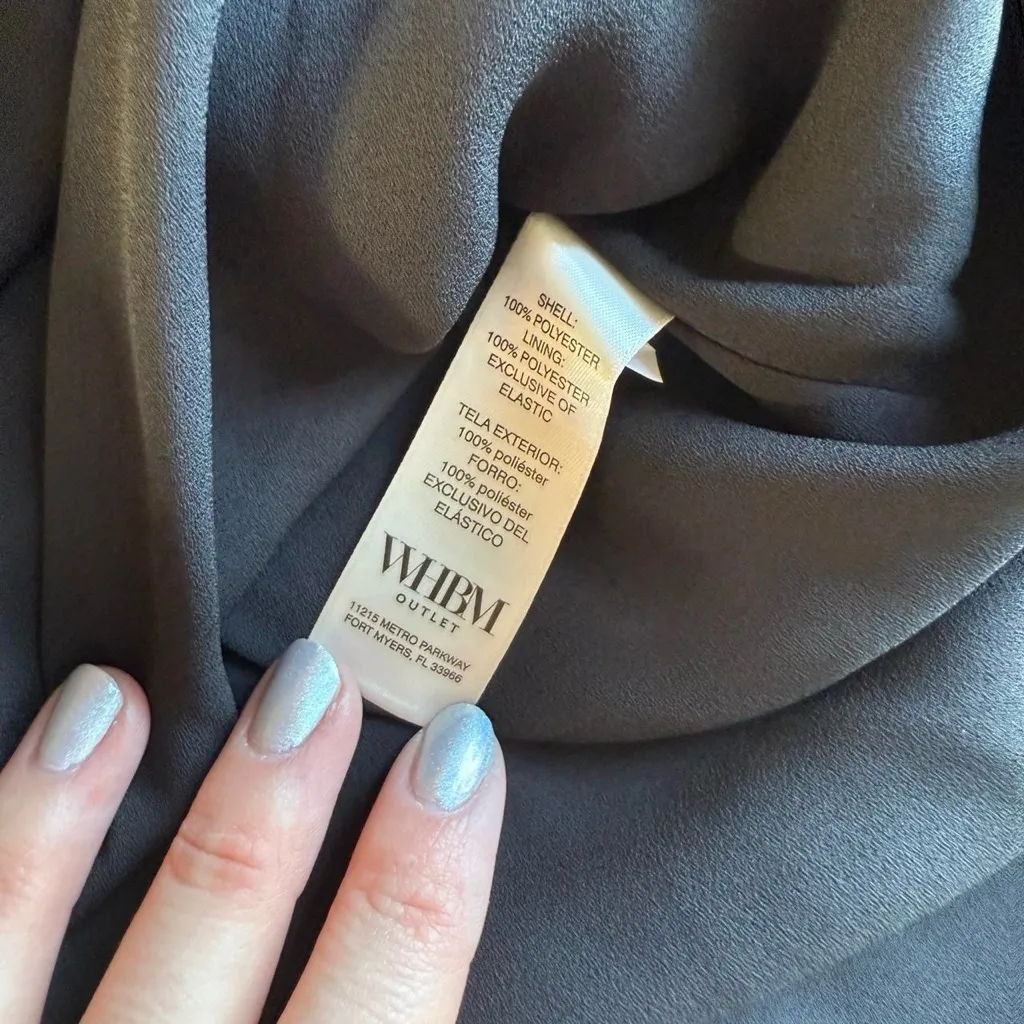 SHELL:
100% POLYESTER
LINING:
100% POLYESTER
EXCLUSIVE OF
ELASTIC
TELA EXTERIOR:
100% poliéster
FORRO:
100% poliéster
EXCLUSIVO DEL
ELÁSTICO
WHBM
OUTLET
11215 METRO PARKWAY
FORT MYERS, FL 33966